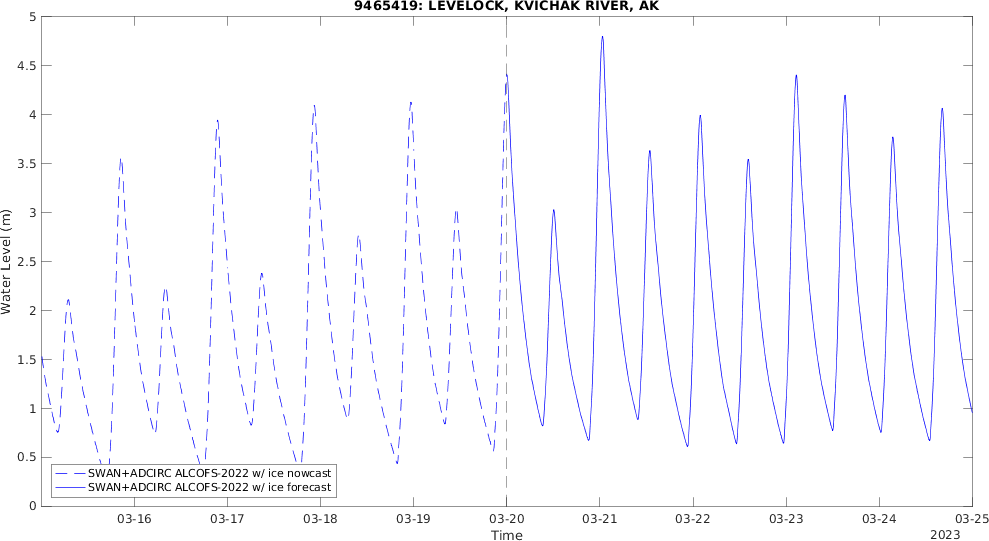 9465419: LEVELOCK, KVICHAK RIVER, AK
5
4.5
4
3.5
3
2.5
2
1.5
1
0.5
0
Water Level (m)
SWAN+ADCIRC ALCOFS-2022 w/ ice nowcast
SWAN+ADCIRC ALCOFS-2022 w/ ice forecast
03-16 03-17 03-18 03-19 03-20 03-21 03-22 03-23 03-24 03-25
Time
2023